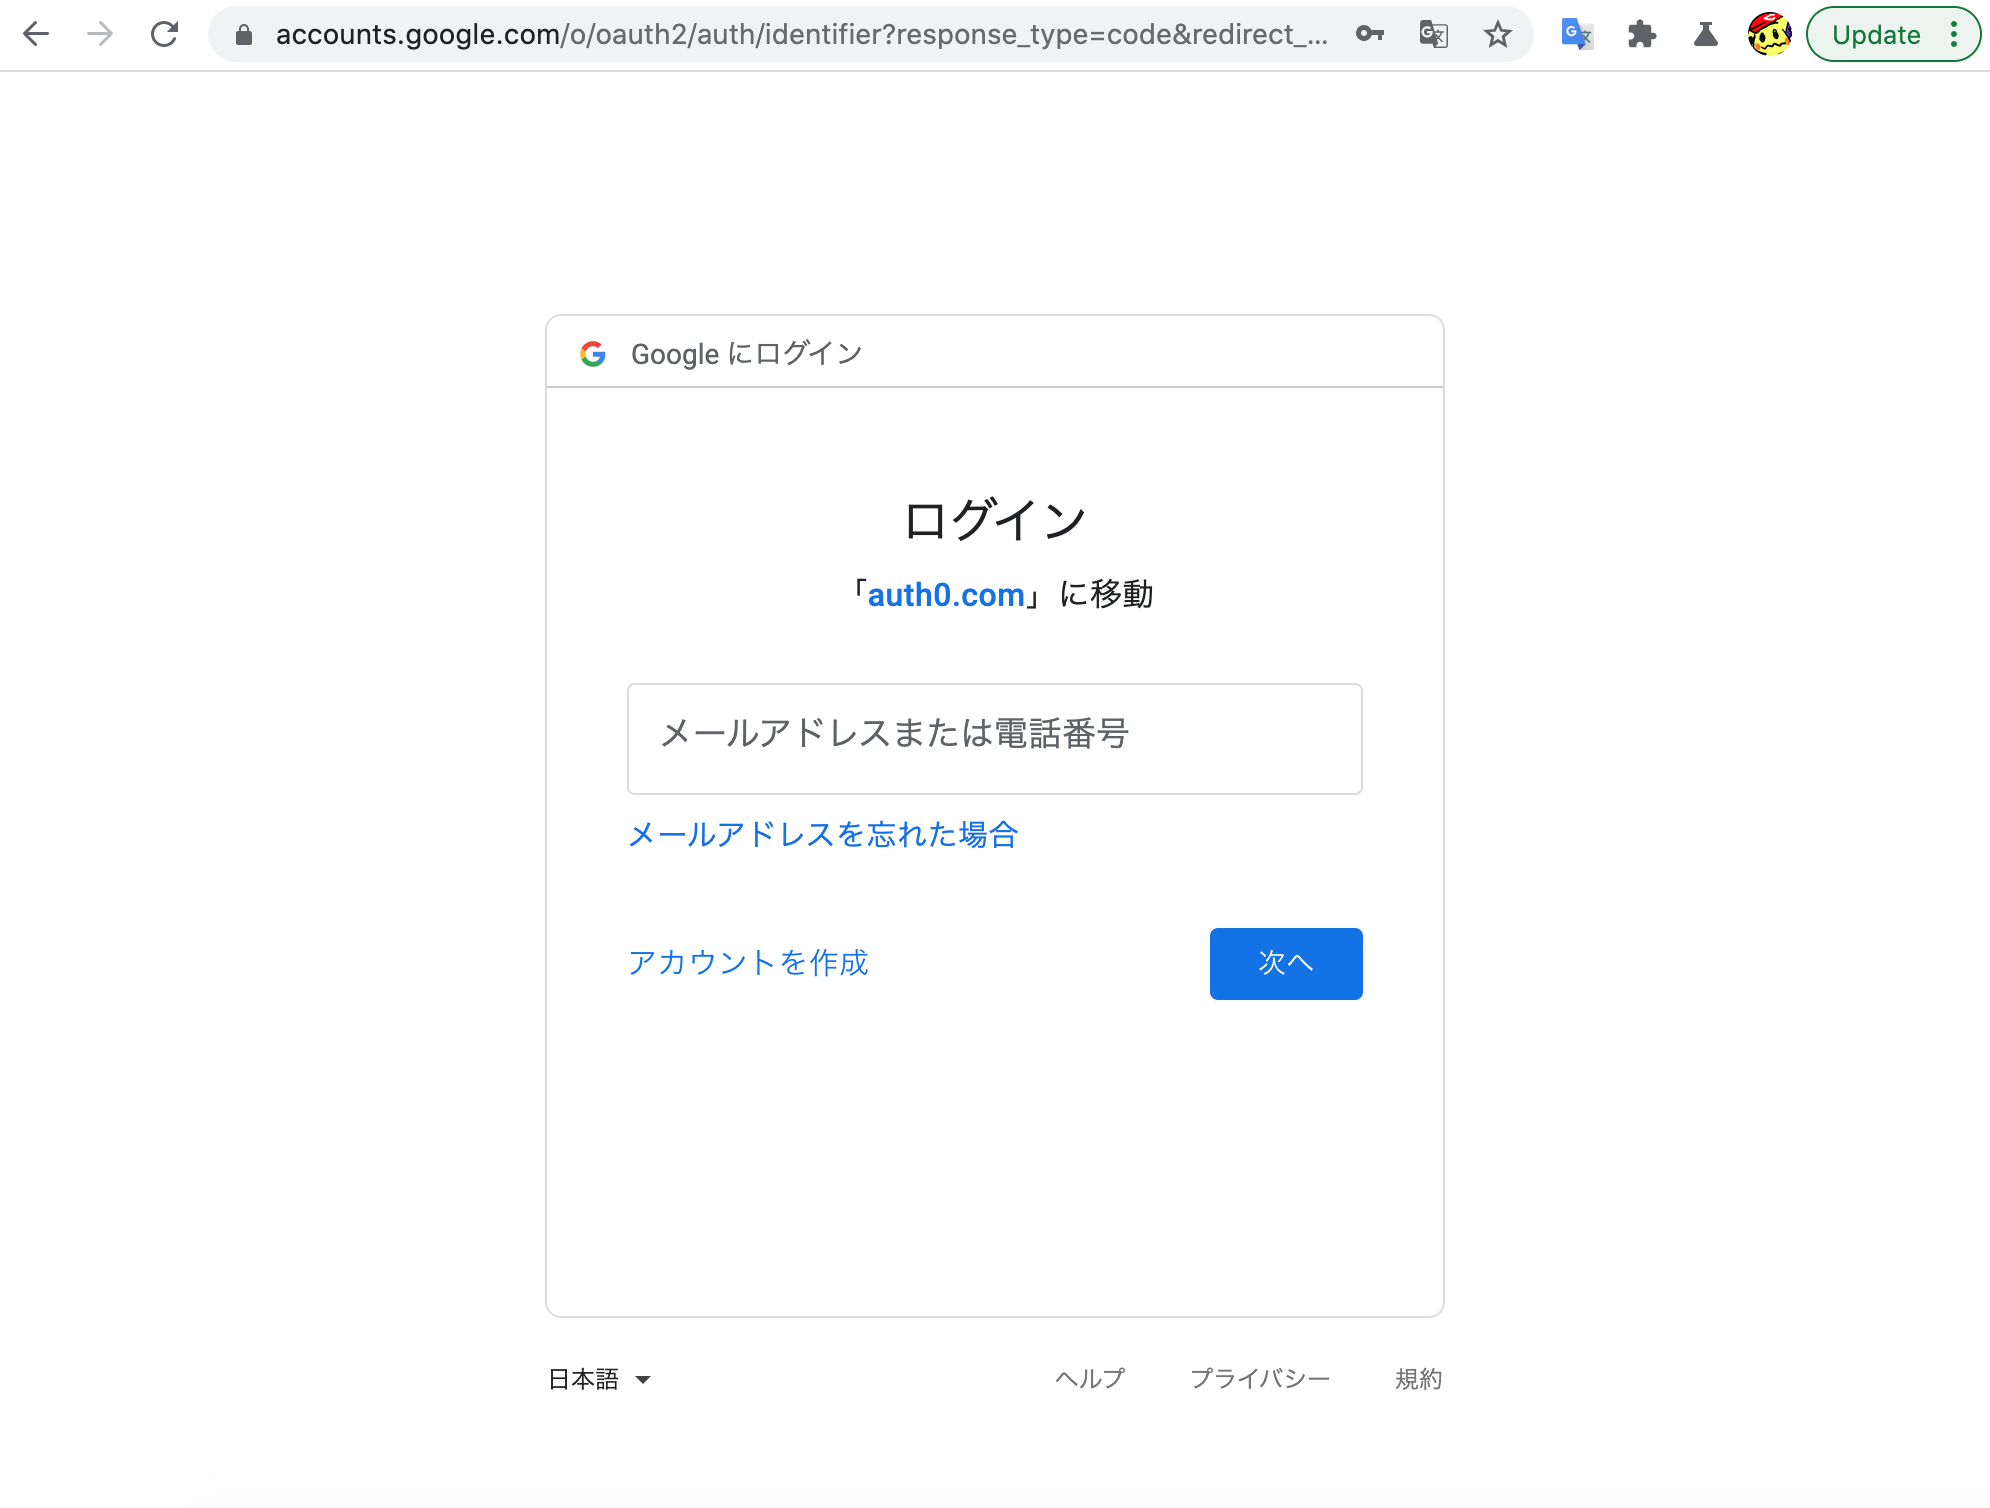 accounts.google.com/o/oauth2/auth/identifier?response_type=code&redirect_...
Update
Google にログイン
ログイン
「auth0.com」に移動
メールアドレスまたは電話番号
メールアドレスを忘れた場合
アカウントを作成
次へ
日本語
ヘルプ
プライバシー
規約